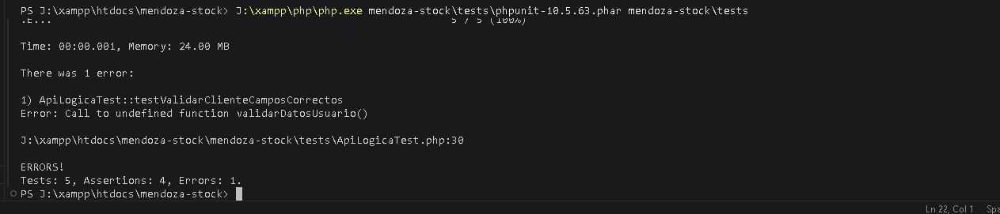 PS J:\xampp\htdocs\mendoza-stock> J:\xampp\php\php.exe mendoza-stock\tests\phpunit-10.5.63.phar mendoza-stock\tests
.E... 5 / 5 (100%)
Time: 00:00.001, Memory: 24.00 MB
There was 1 error:
1) ApiLogicaTest::testValidarClienteCamposCorrectos
Error: Call to undefined function validarDatosUsuario()
J:\xampp\htdocs\mendoza-stock\mendoza-stock\tests\ApiLogicaTest.php:30
ERRORS!
Tests: 5, Assertions: 4, Errors: 1.
PS J:\xampp\htdocs\mendoza-stock>
Ln 22, Col 1